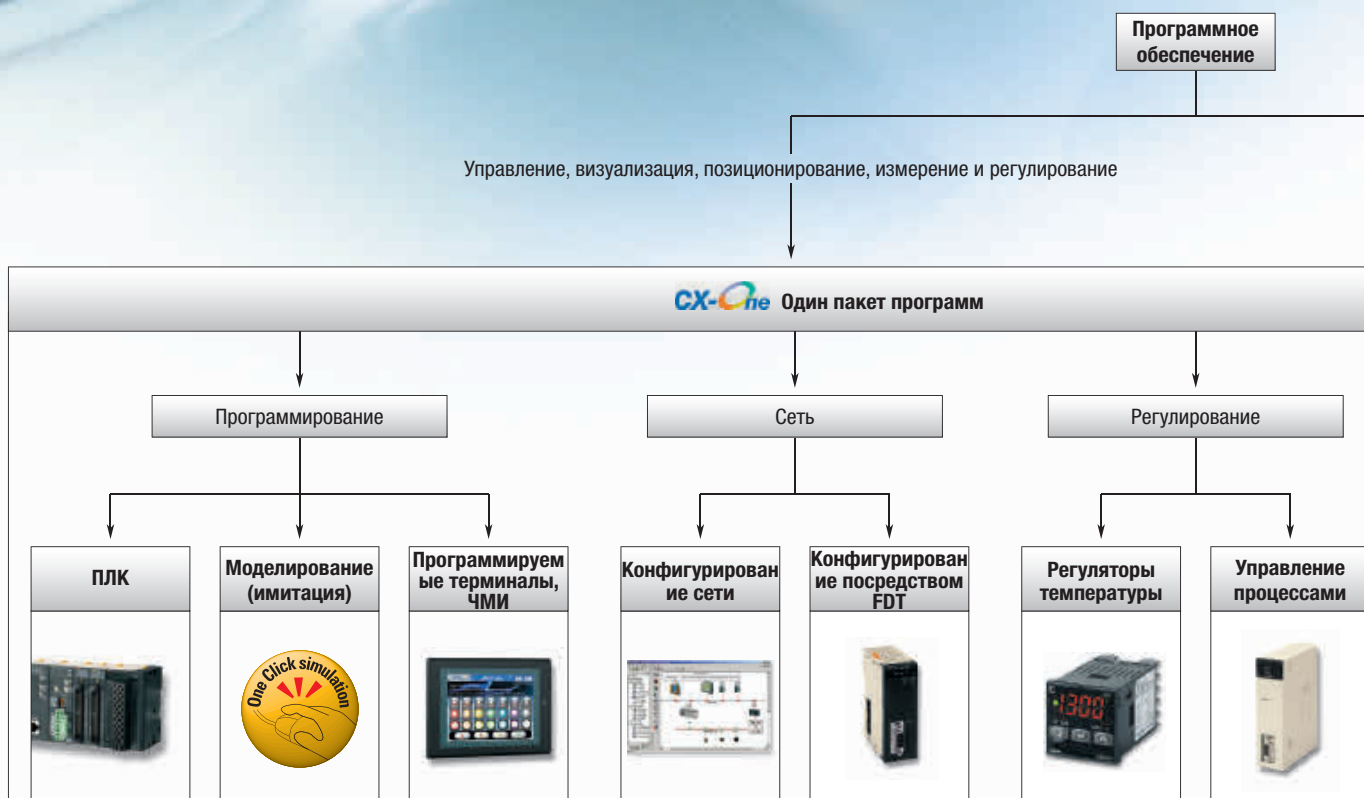 Программное
обеспечение
Управление, визуализация, позиционирование, измерение и регулирование
CX-One Один пакет программ
Программирование
Сеть
Регулирование
ПЛК
Моделирование
(имитация)
Программируем
ые терминалы,
ЧМИ
Конфигурирован
ие сети
Конфигурирован
ие посредством
FDT
Регуляторы
температуры
Управление
процессами
One Click simulation
1300